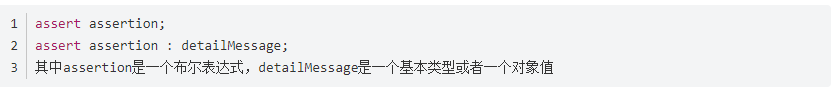 1 assert assertion;
2 assert assertion : detailMessage;
3 其中assertion是一个布尔表达式，detailMessage是一个基本类型或者一个对象值